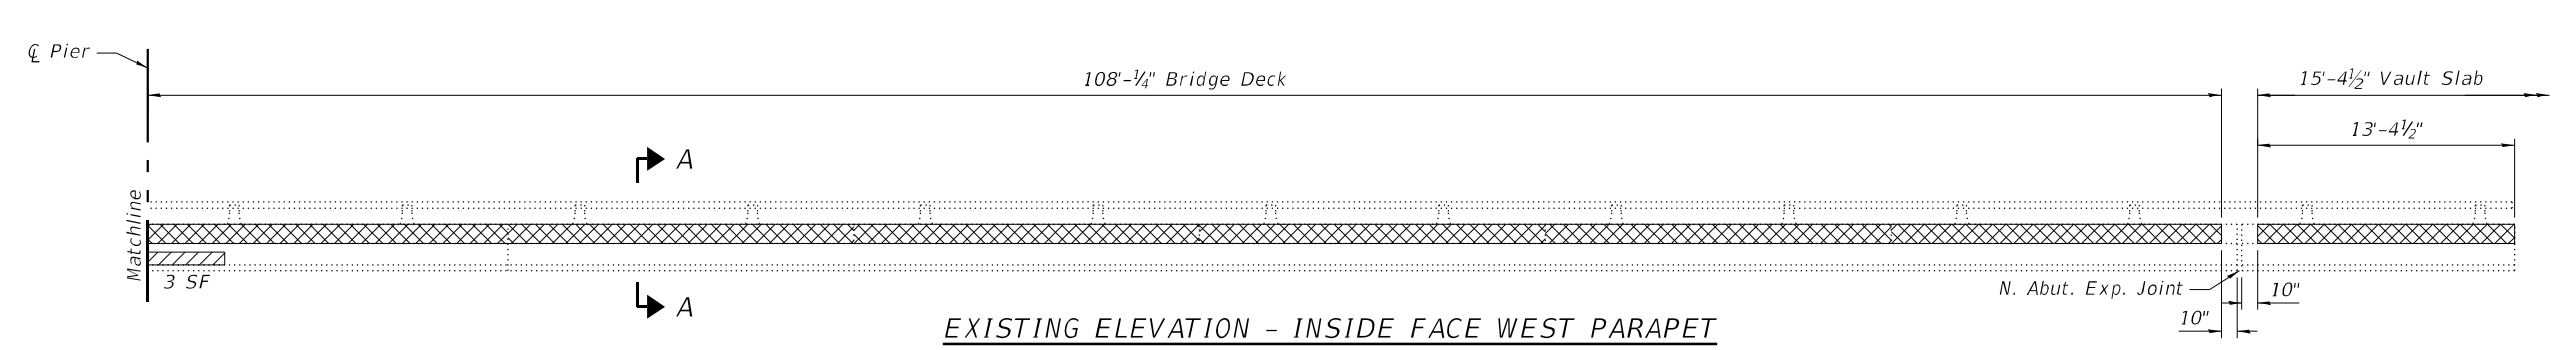 ℄ Pier
108'-¼" Bridge Deck
15'-4½" Vault Slab
13'-4½"
A
Matchline
3 SF
A
N. Abut. Exp. Joint
10"
10"
EXISTING ELEVATION - INSIDE FACE WEST PARAPET